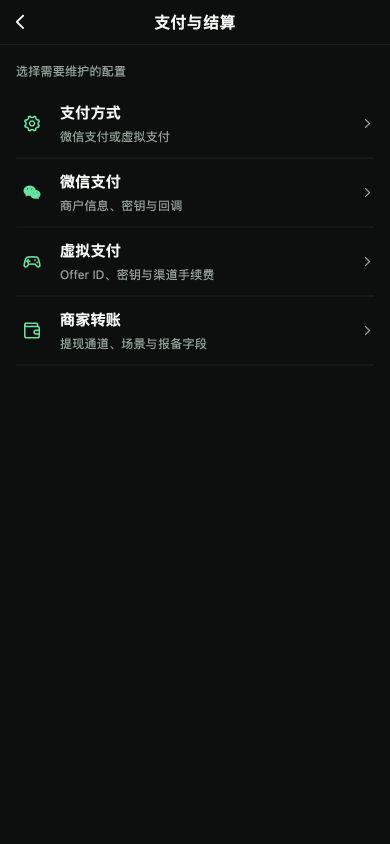 支付与结算
选择需要维护的配置
支付方式
微信支付或虚拟支付
微信支付
商户信息、密钥与回调
虚拟支付
Offer ID、密钥与渠道手续费
商家转账
提现通道、场景与报备字段